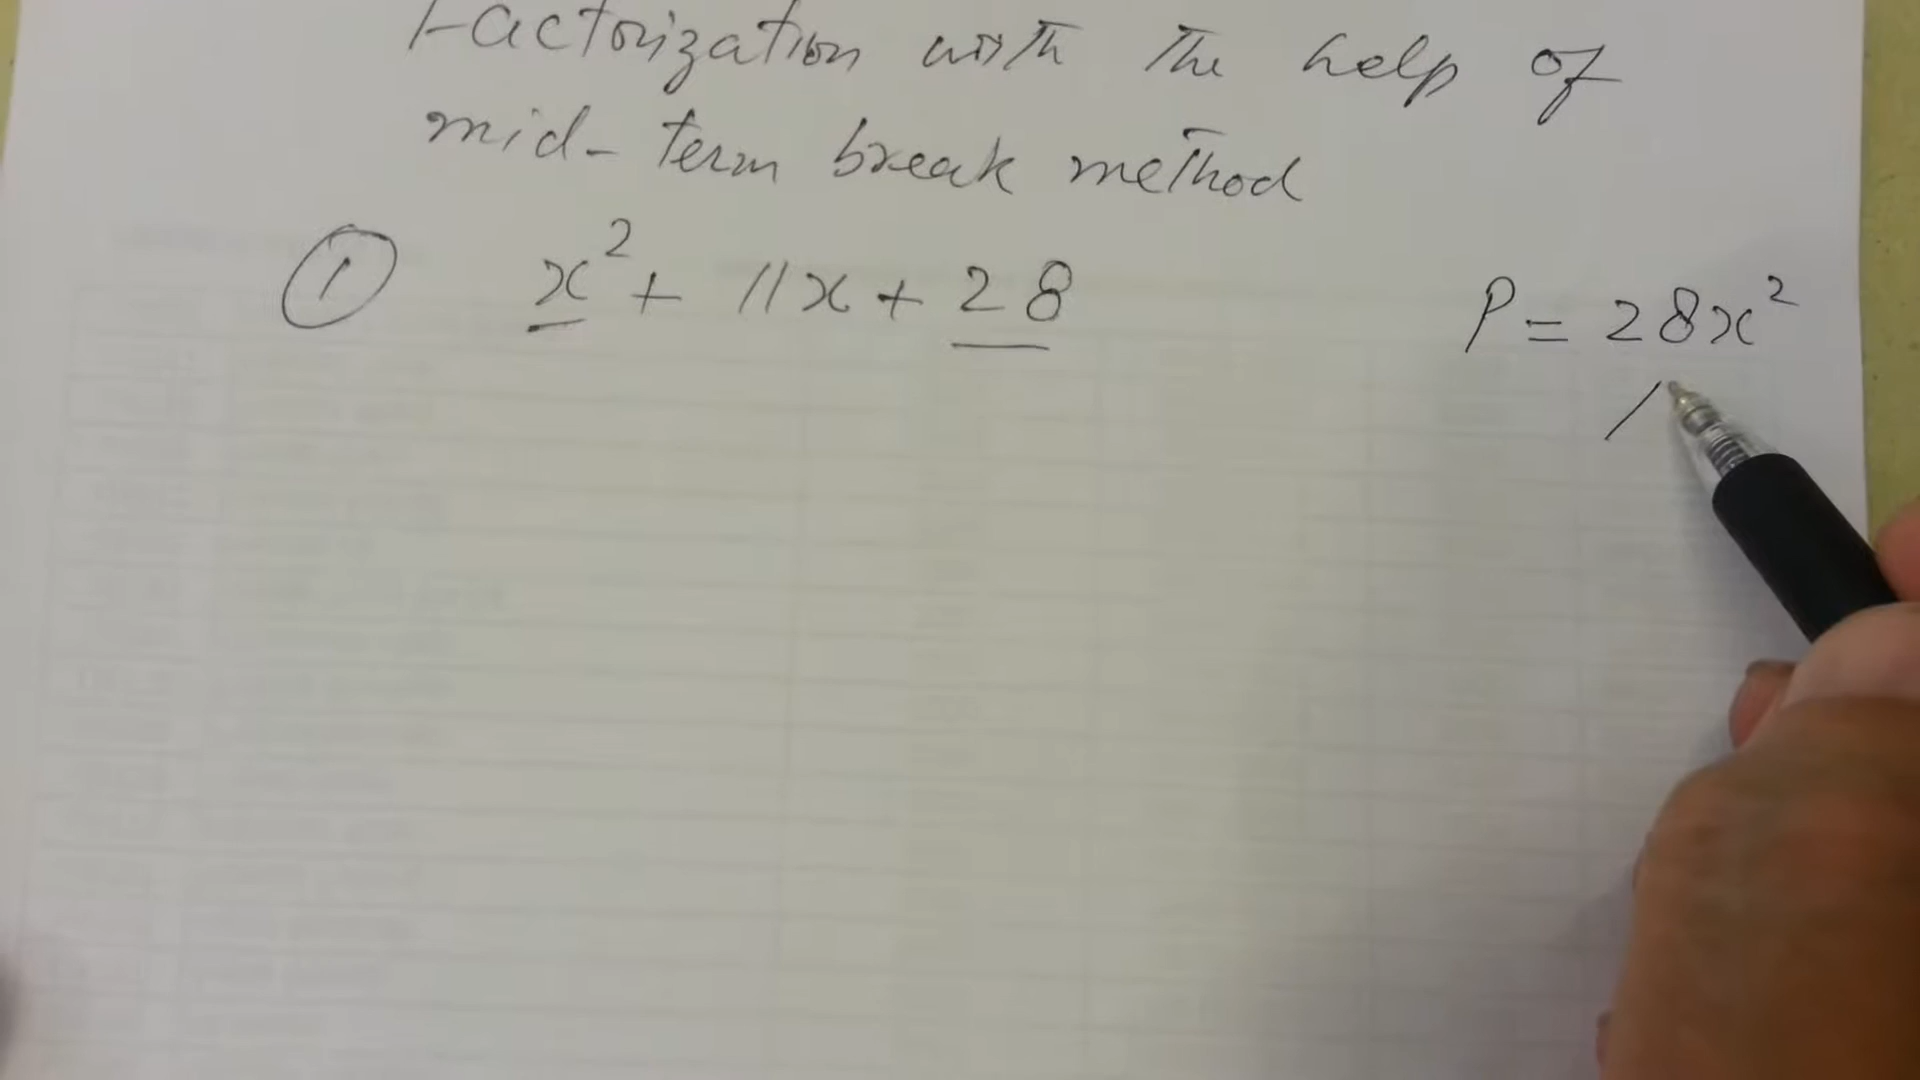 Factorization with the help of
mid-term break method
① x² + 11x + 28
P = 28x²
/